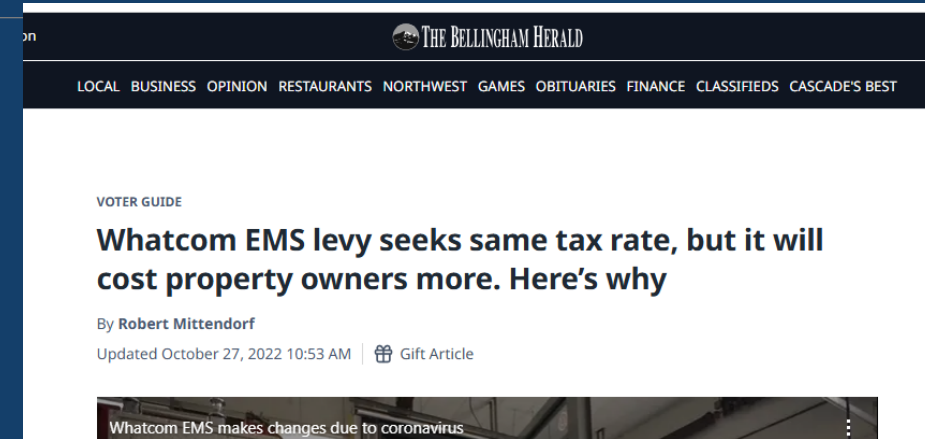 on
THE BELLINGHAM HERALD
LOCAL BUSINESS OPINION RESTAURANTS NORTHWEST GAMES OBITUARIES FINANCE CLASSIFIEDS CASCADE'S BEST
VOTER GUIDE
Whatcom EMS levy seeks same tax rate, but it will
cost property owners more. Here’s why
By Robert Mittendorf
Updated October 27, 2022 10:53 AM Gift Article
Whatcom EMS makes changes due to coronavirus